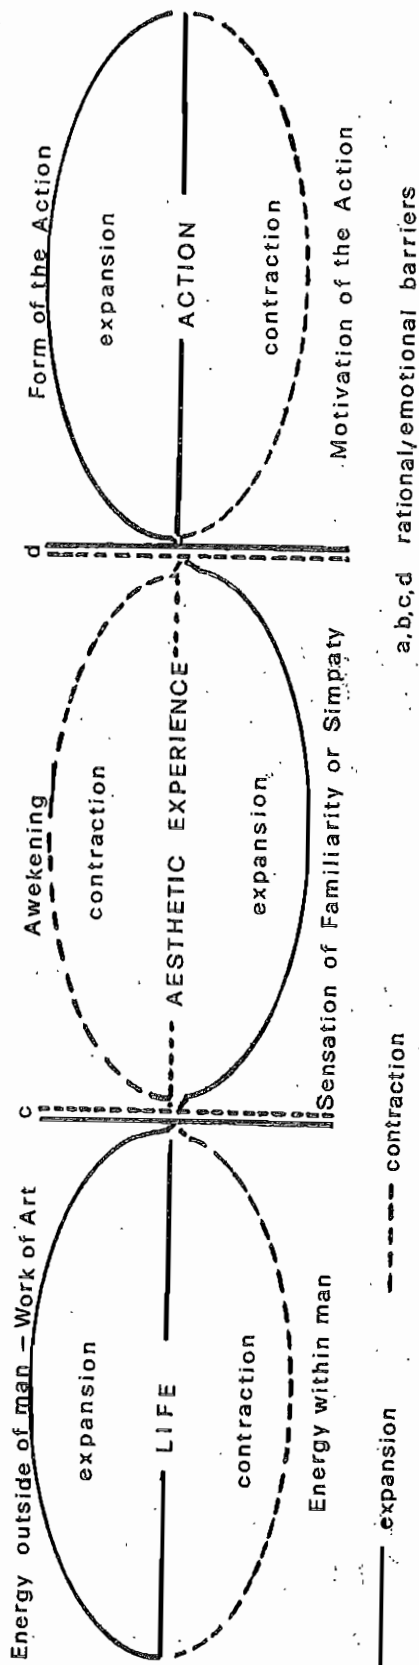 Energy outside of man – Work of Art
expansion
LIFE
contraction
Energy within man
c
Awekening
contraction
AESTHETIC EXPERIENCE
expansion
Sensation of Familiarity or Simpaty
d
Form of the Action
expansion
ACTION
contraction
Motivation of the Action
expansion
contraction
a,b,c,d rational/emotional barriers